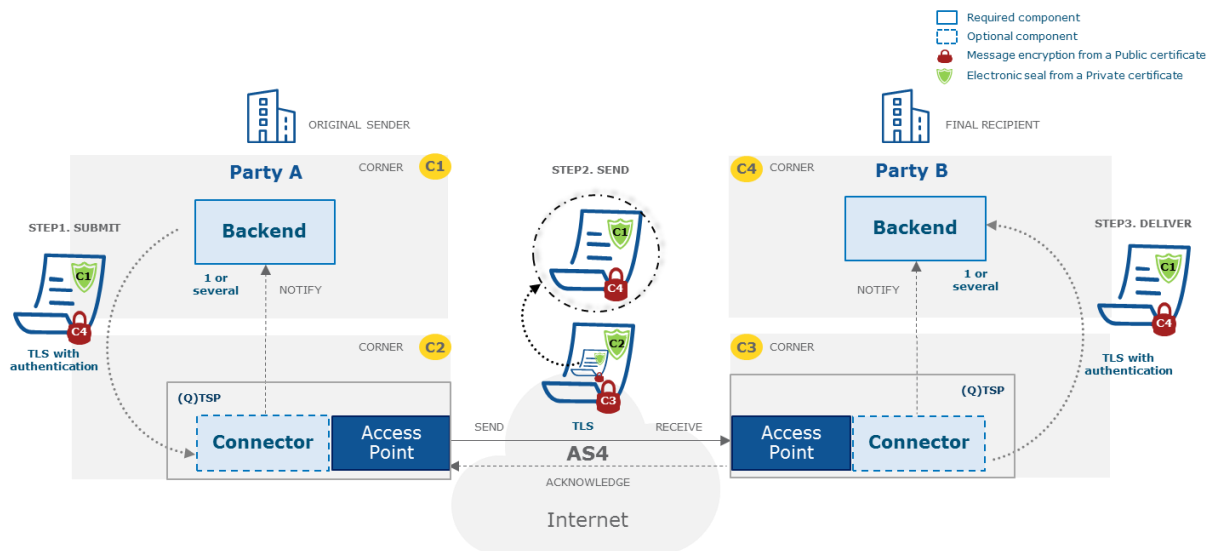 Required component
Optional component
Message encryption from a Public certificate
Electronic seal from a Private certificate
ORIGINAL SENDER
FINAL RECIPIENT
CORNER C1
Party A
STEP2. SEND
C4 CORNER
Party B
STEP1. SUBMIT
Backend
C1
Backend
STEP3. DELIVER
C1
C4
1 or
several
NOTIFY
C4
NOTIFY
1 or
several
C1
C4
TLS with
authentication
CORNER C2
C2
C3
C3 CORNER
TLS with
authentication
(Q)TSP
(Q)TSP
Connector
Access
Point
SEND
TLS
RECEIVE
Access
Point
Connector
AS4
ACKNOWLEDGE
Internet